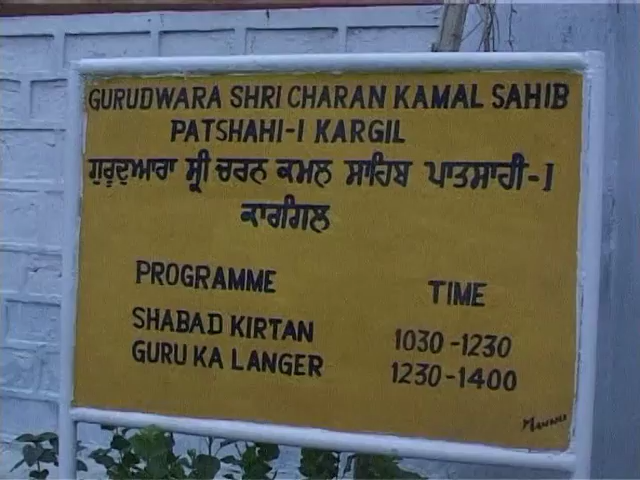 GURUDWARA SHRI CHARAN KAMAL SAHIB
PATSHAHI-I KARGIL
ਗੁਰੂਦੁਆਰਾ ਸ਼੍ਰੀ ਚਰਨ ਕਮਲ ਸਾਹਿਬ ਪਾਤਸਾਹੀ-I
ਕਾਰਗਿਲ
PROGRAMME TIME
SHABAD KIRTAN 1030-1230
GURU KA LANGER 1230-1400
Mannu